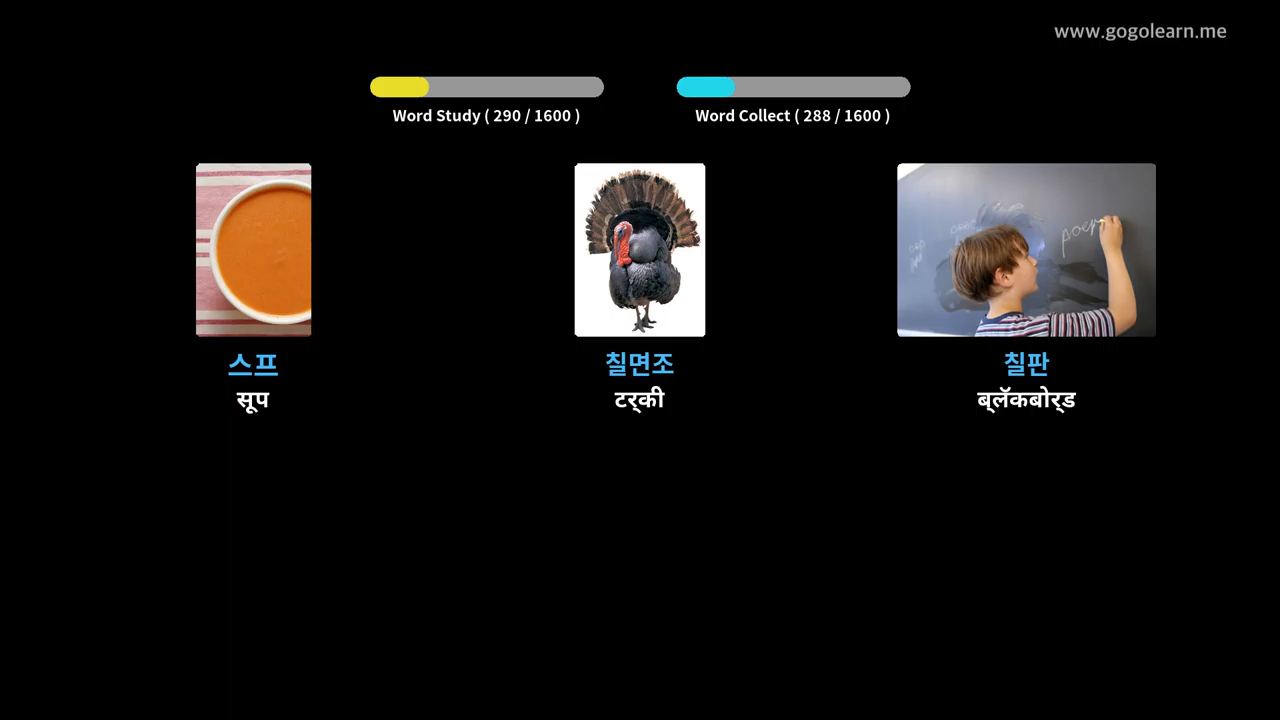 www.gogolearn.me
Word Study ( 290 / 1600 )
Word Collect ( 288 / 1600 )
poer
스프
칠면조
칠판
सूप
टर्की
ब्लॅकबोर्ड